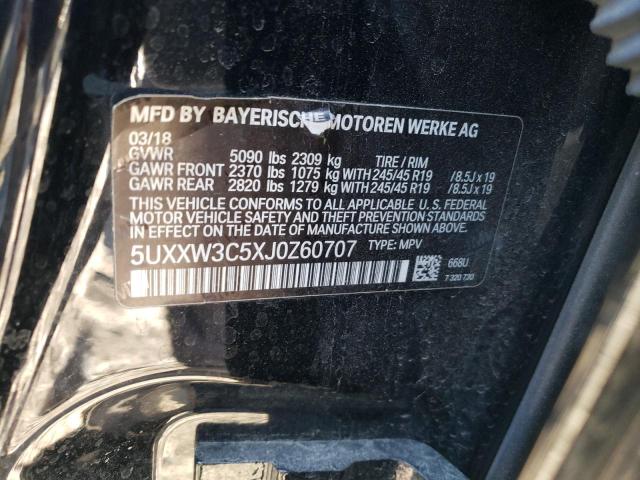 MFD BY BAYERISCHE MOTOREN WERKE AG
03/18
GVWR 5090 lbs 2309 kg TIRE / RIM
GAWR FRONT 2370 lbs 1075 kg WITH 245/45 R19 /8.5J x 19
GAWR REAR 2820 lbs 1279 kg WITH 245/45 R19 /8.5J x 19
THIS VEHICLE CONFORMS TO ALL APPLICABLE U. S. FEDERAL
MOTOR VEHICLE SAFETY AND THEFT PREVENTION STANDARDS
IN EFFECT ON THE DATE OF MANUFACTURE SHOWN ABOVE.
5UXXW3C5XJ0Z60707 TYPE: MPV
668U
7 320 730